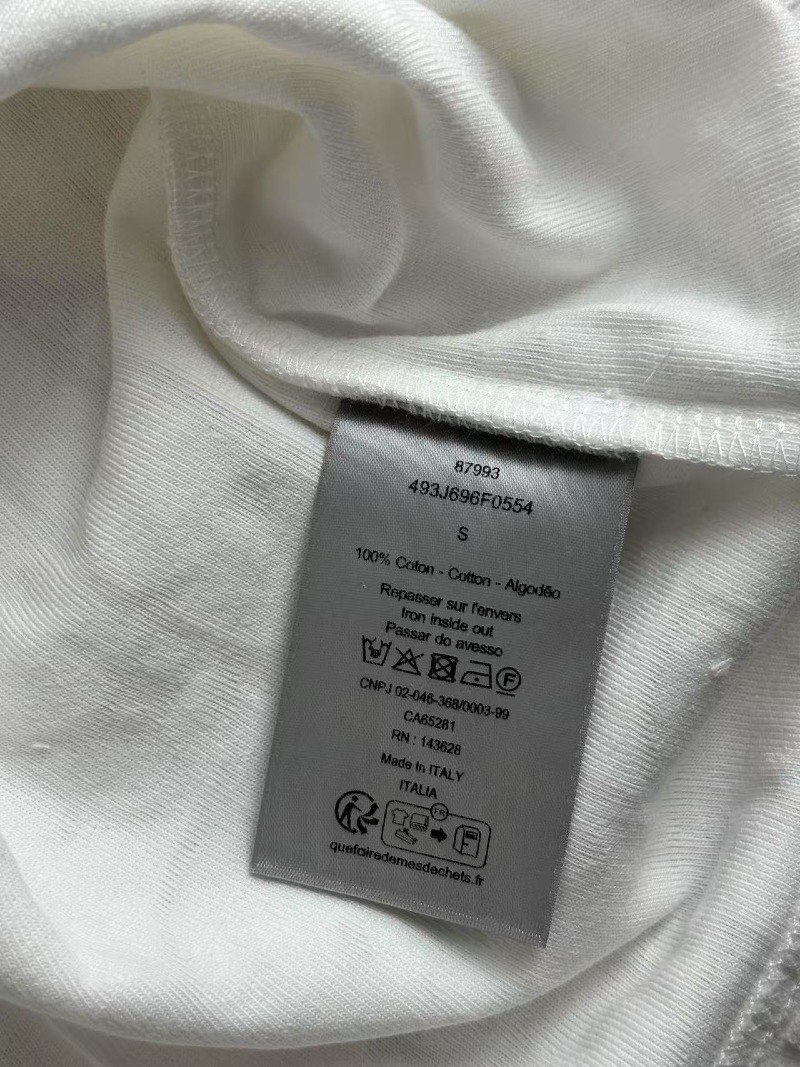 87993
493J696F0554
S
100% Coton - Cotton - Algodão
Repasser sur l'envers
Iron inside out
Passar do avesso
F
CNPJ 02-046-368/0003-99
CA65281
RN : 143628
Made in ITALY
ITALIA
FR
quefairedemesdechets.fr